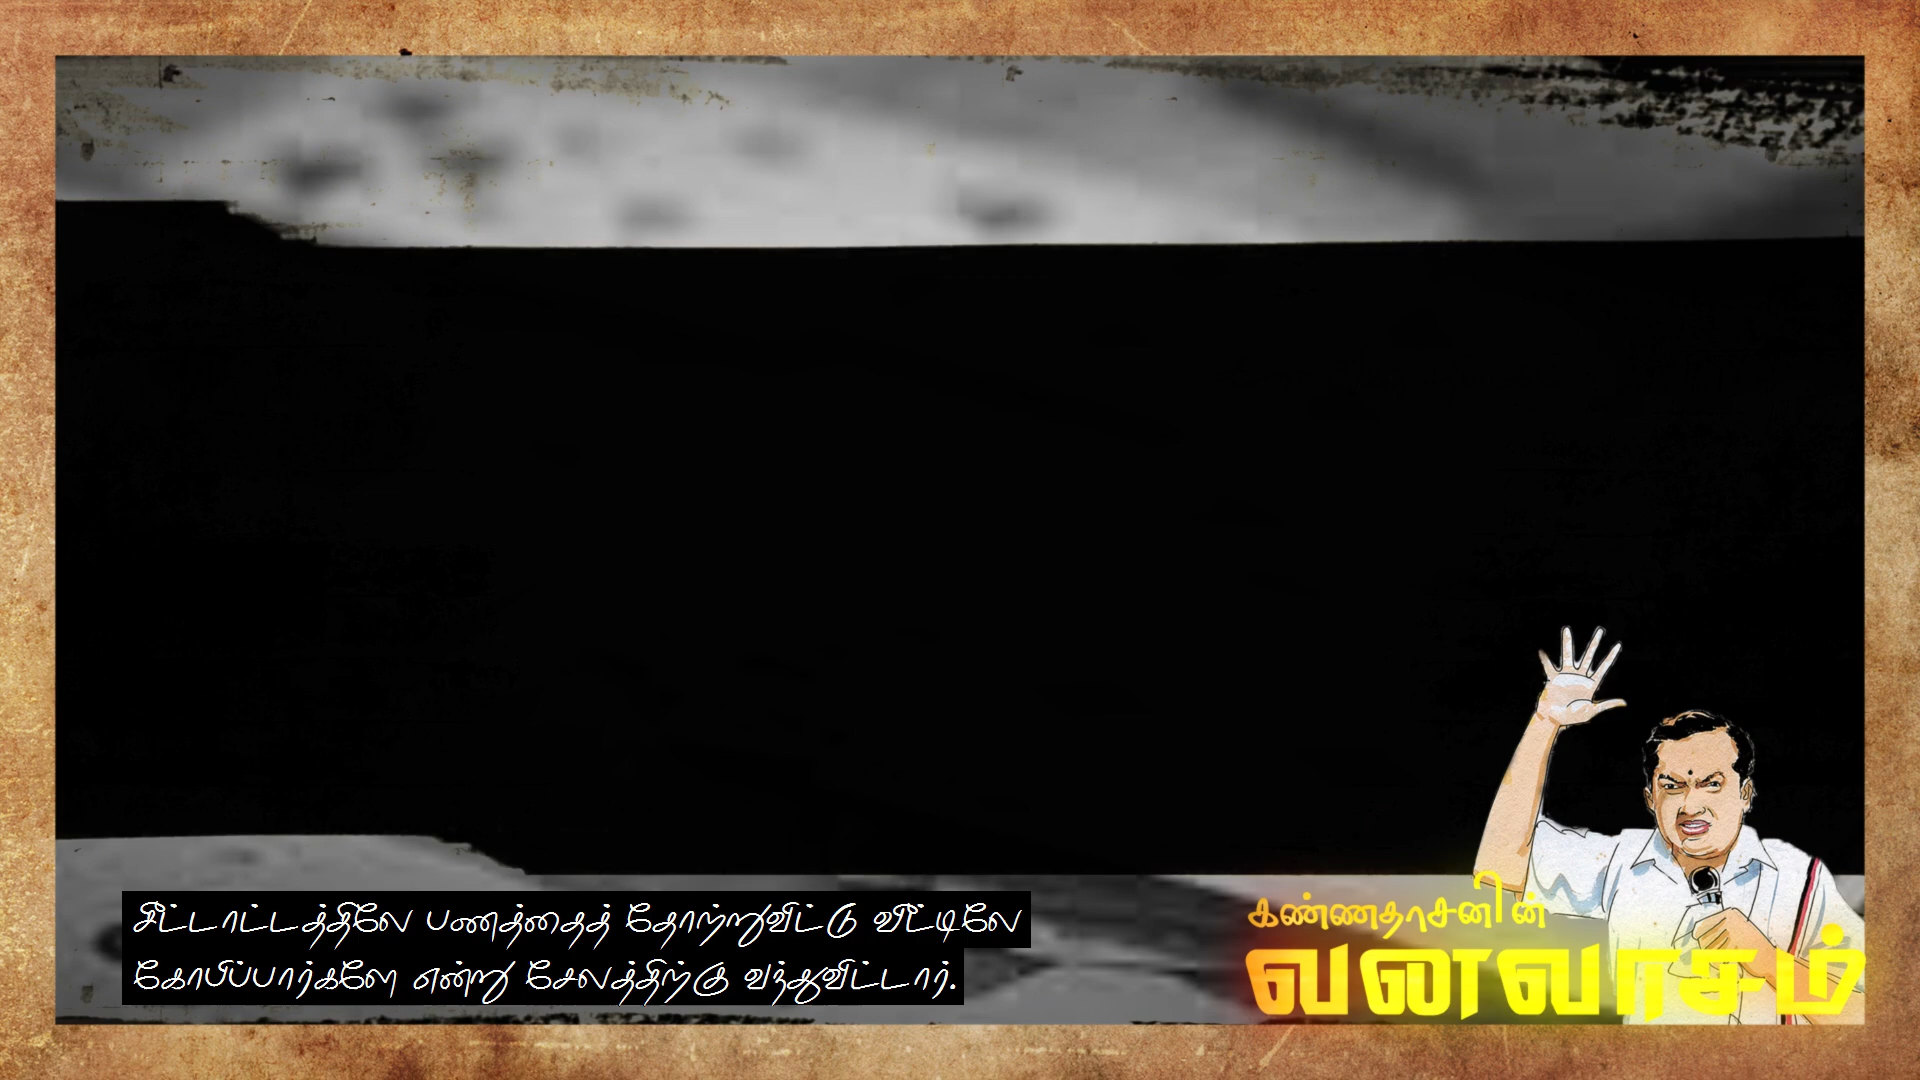 சீட்டாட்டத்திலே பணத்தைத் தோற்றுவிட்டு வீட்டிலே
கோபிப்பார்களே என்று சேலத்திற்கு வந்துவிட்டார்.
கண்ணதாசனின்
வனவாசம்